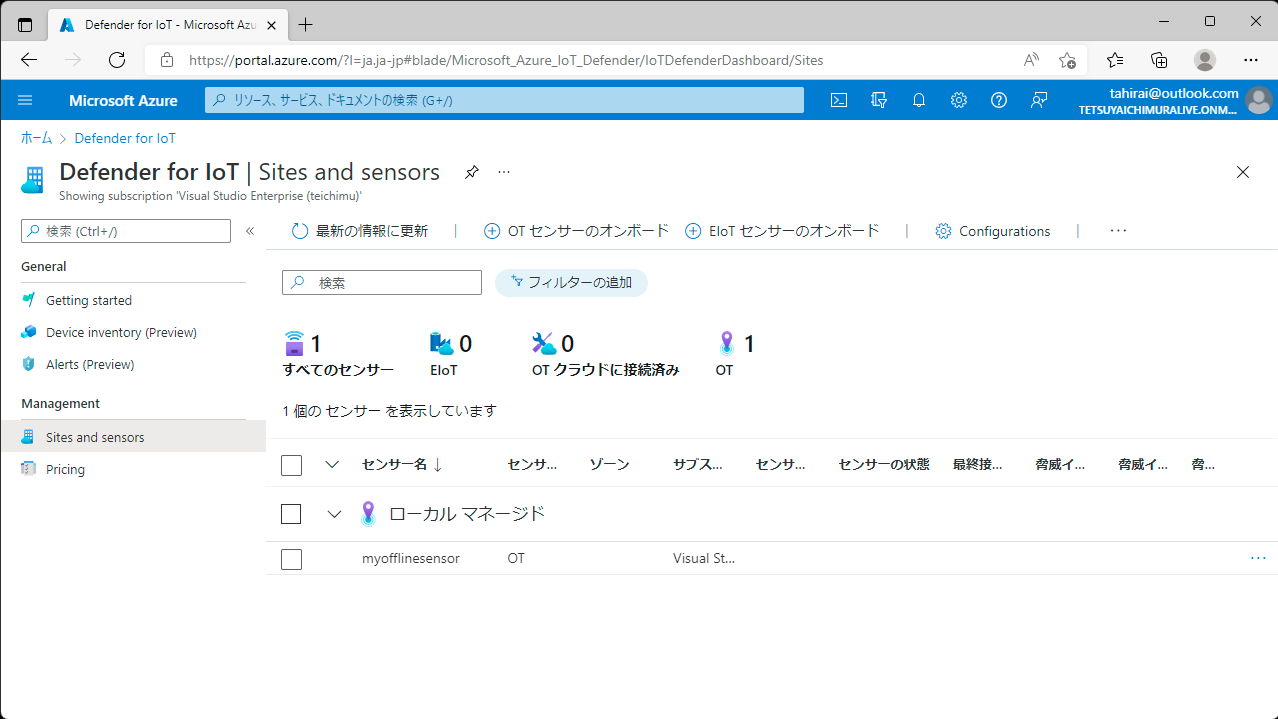 Defender for IoT - Microsoft Azu
https://portal.azure.com/?l=ja.ja-jp#blade/Microsoft_Azure_IoT_Defender/IoTDefenderDashboard/Sites
Microsoft Azure
リソース、サービス、ドキュメントの検索 (G+/)
tahirai@outlook.com
TETSUYAICHIMURALIVE.ONM...
ホーム > Defender for IoT
Defender for IoT | Sites and sensors
Showing subscription 'Visual Studio Enterprise (teichimu)'
検索 (Ctrl+/)
General
Getting started
Device inventory (Preview)
Alerts (Preview)
Management
Sites and sensors
Pricing
最新の情報に更新 | OT センサーのオンボード EIoT センサーのオンボード | Configurations | ...
検索
フィルターの追加
1 0 0 1
すべてのセンサー EIoT OT クラウドに接続済み OT
1 個の センサー を表示しています
センサー名 ↓ センサ... ゾーン サブス... センサ... センサーの状態 最終接... 脅威イ... 脅威イ... 脅...
ローカル マネージド
myofflinesensor OT Visual St... ...